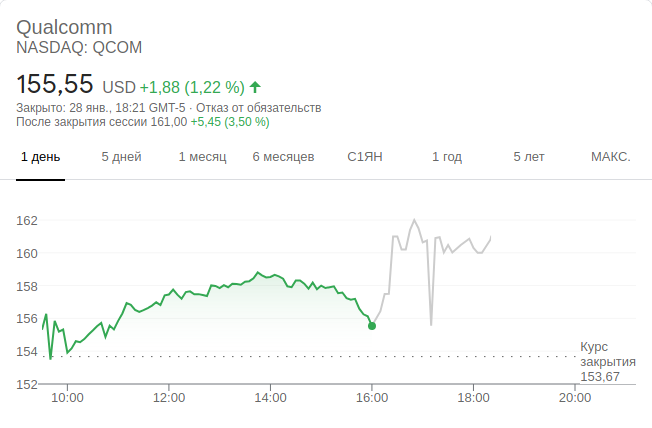 Qualcomm
NASDAQ: QCOM
155,55 USD +1,88 (1,22 %)
Закрыто: 28 янв., 18:21 GMT-5 · Отказ от обязательств
После закрытия сессии 161,00 +5,45 (3,50 %)
1 день 5 дней 1 месяц 6 месяцев С1ЯН 1 год 5 лет МАКС.
162
160
158
156
154
152
Курс
закрытия
153,67
10:00 12:00 14:00 16:00 18:00 20:00